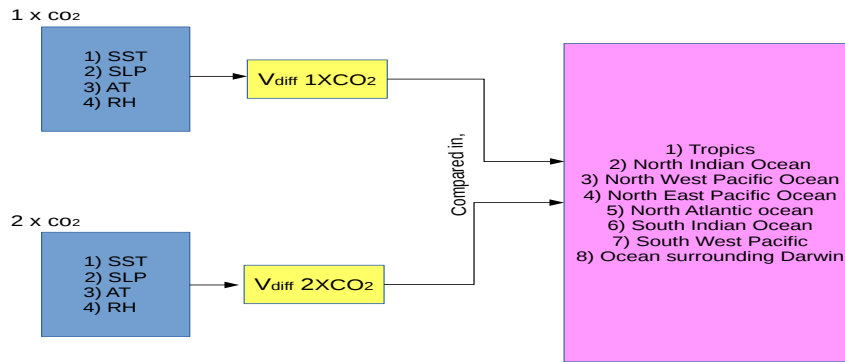 1 x co₂
1) SST
2) SLP
3) AT
4) RH
Vdiff 1XCO₂
Compared in,
2 x co₂
1) SST
2) SLP
3) AT
4) RH
Vdiff 2XCO₂
1) Tropics
2) North Indian Ocean
3) North West Pacific Ocean
4) North East Pacific Ocean
5) North Atlantic ocean
6) South Indian Ocean
7) South West Pacific
8) Ocean surrounding Darwin